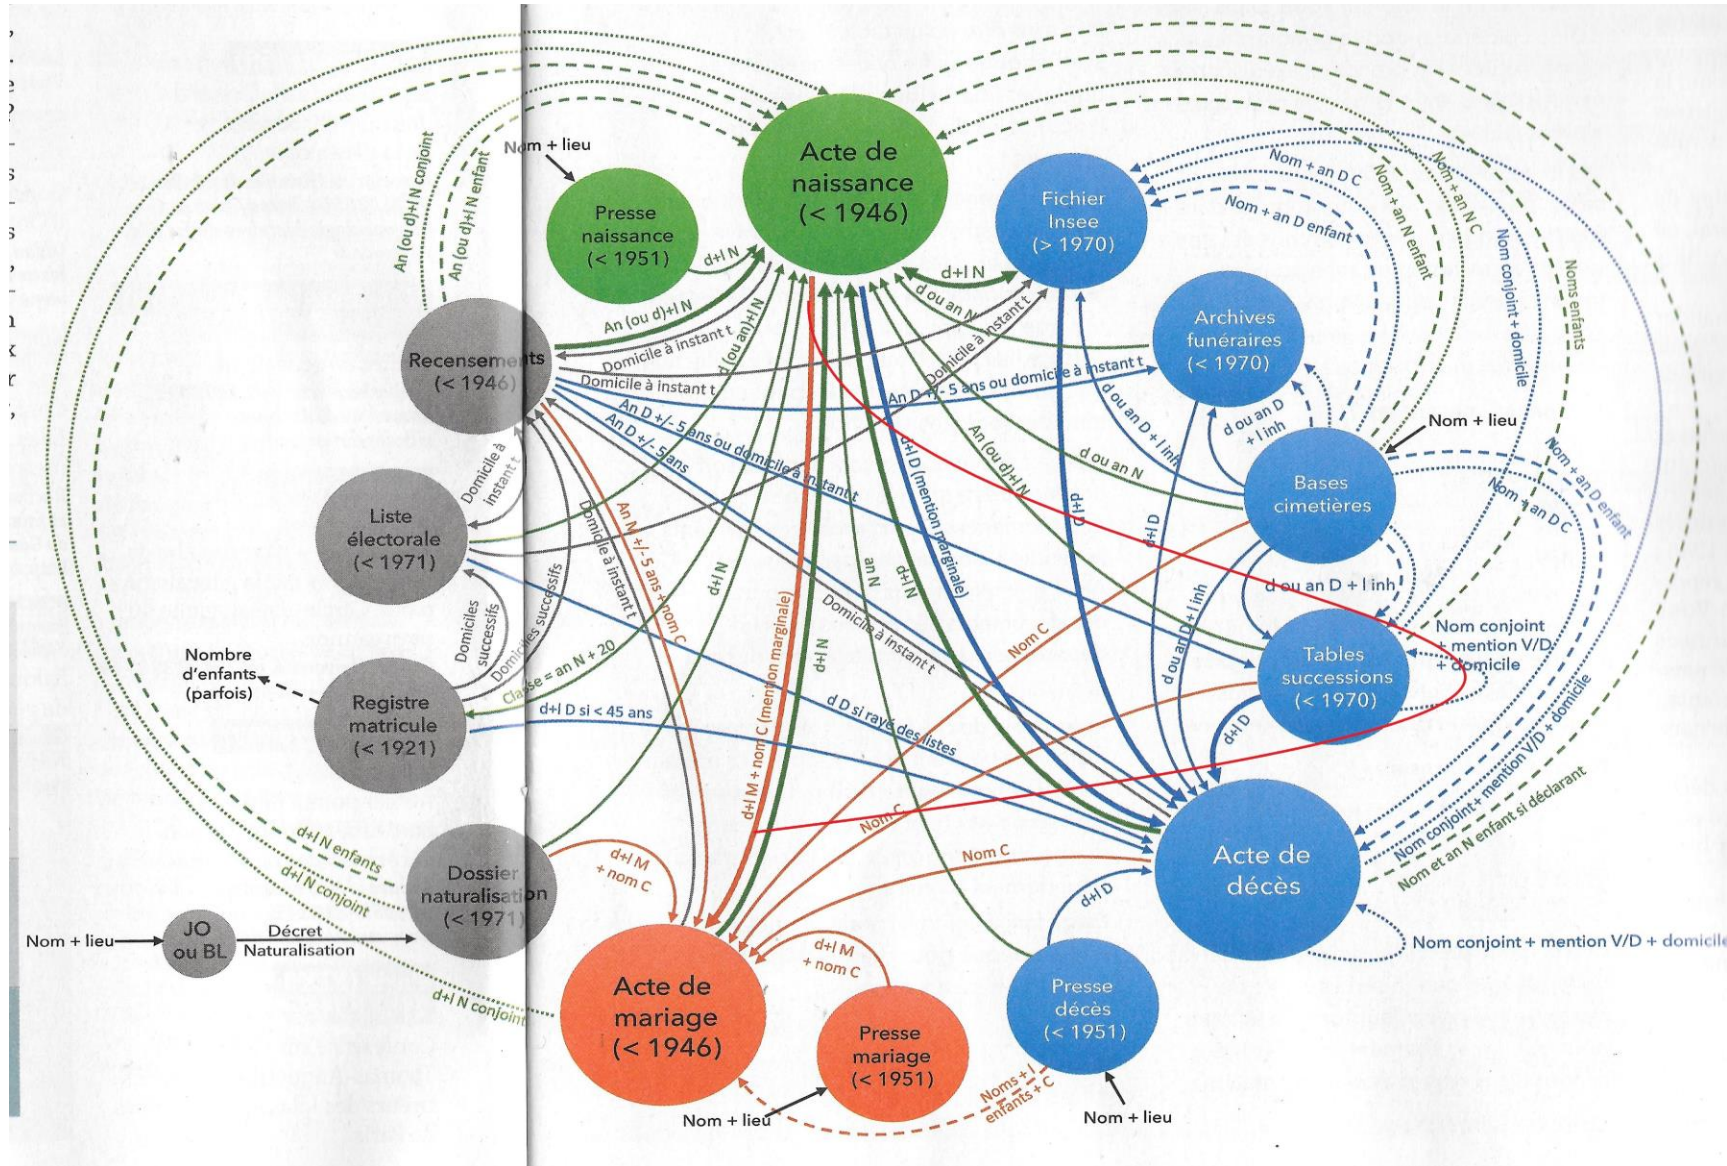 Nom + lieu
Acte de
naissance
(< 1946)
Presse
naissance
(< 1951)
Fichier
Insee
(> 1970)
Archives
funéraires
(< 1970)
Recensements
(< 1946)
Bases
cimetières
Nom + lieu
Liste
électorale
(< 1971)
Tables
successions
(< 1970)
Registre
matricule
(< 1921)
Nombre
d'enfants
(parfois)
Acte de
décès
Dossier
naturalisation
(< 1971)
JO
ou BL
Nom + lieu
Décret
Naturalisation
Acte de
mariage
(< 1946)
Presse
mariage
(< 1951)
Nom + lieu
Presse
décès
(< 1951)
Nom + lieu
An (ou d)+l N conjoint
An (ou d)+l N enfant
d+l N
An (ou d)+l N
Domicile à instant t
Domicile à instant t
d+l N
d ou an N
Domicile à instant t
d (ou an)+l N
An D +/- 5 ans ou domicile à instant t
An D +/- 5 ans ou domicile à instant t
An D +/- 5 ans
Nom + an D C
Nom + an D enfant
Nom + an N enfant
Nom + an N C
Nom conjoint + domicile
Noms enfants
d ou an D + l inh
d ou an D
+ l inh
d ou an N
An (ou d)+l N
d+l D (mention marginale)
d+l D
d+l D
Nom + an D enfant
Nom + an D C
d ou an D + l inh
d ou an D + l inh
Nom conjoint
+ mention V/D
+ domicile
d+l D
Domicile à
instant t
Domiciles
successifs
Domiciles successifs
Classe = an N + 20
d+l D si < 45 ans
An N +/- 5 ans + nom C
Domicile à instant t
d+l N
d+l M + nom C (mention marginale)
d+l N
an N
d+l N
Domicile à instant t
d D si rayé des listes
Nom C
Nom C
Nom C
d+l M
+ nom C
d+l M
+ nom C
d+l D
Noms + l
enfants + C
Nom conjoint + mention V/D + domicile
Nom et an N enfant si déclarant
Nom conjoint + mention V/D + domicile
d+l N enfants
d+l N conjoint
d+l N conjoint